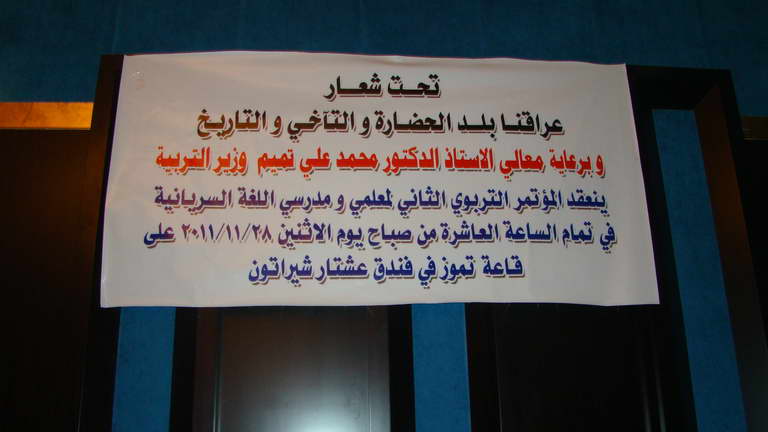 تحت شعار
عراقنا بلد الحضارة و التاخي و التاريخ
و برعاية معالي الاستاذ الدكتور محمد علي تميم وزير التربية
ينعقد المؤتمر التربوي الثاني لمعلمي و مدرسي اللغة السريانية
في تمام الساعة العاشرة من صباح يوم الاثنين ٢٠١١/١١/٢٨ على
قاعة تموز في فندق عشتار شيراتون